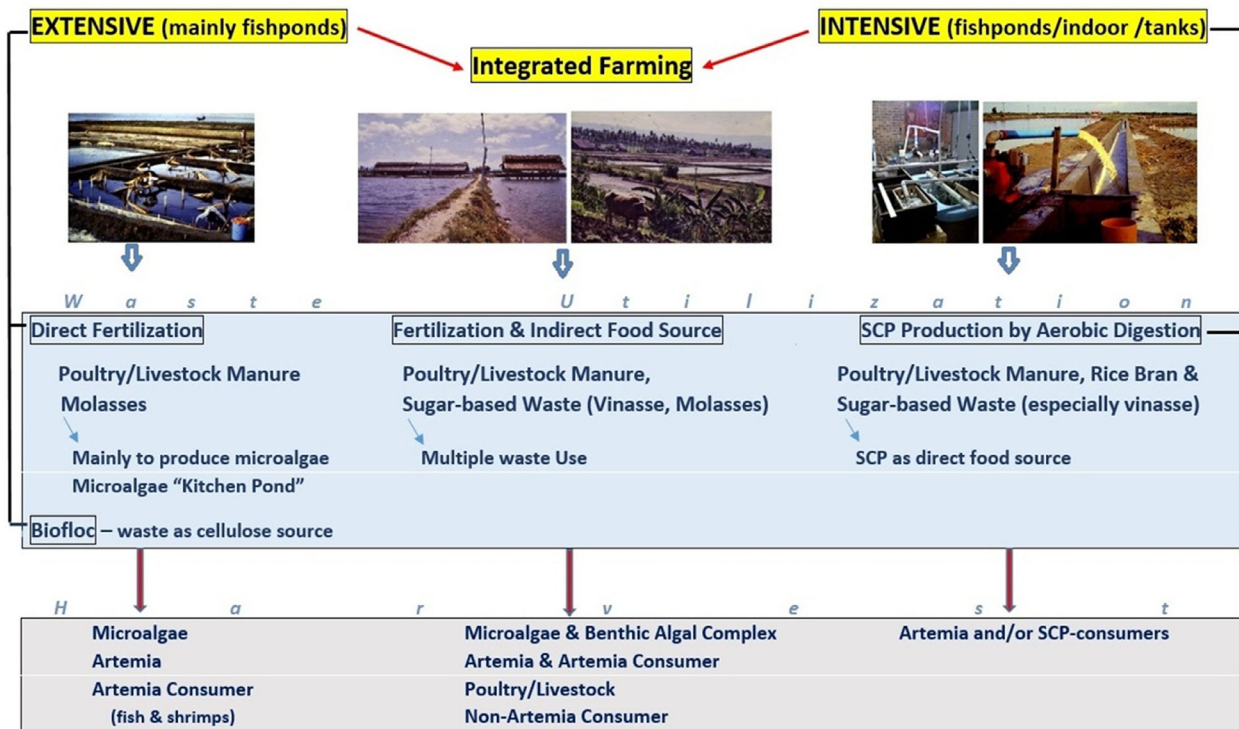 EXTENSIVE (mainly fishponds)
INTENSIVE (fishponds/indoor /tanks)
Integrated Farming
Waste Utilization
Direct Fertilization
Poultry/Livestock Manure
Molasses
Mainly to produce microalgae
Microalgae “Kitchen Pond”
Biofloc – waste as cellulose source
Fertilization & Indirect Food Source
Poultry/Livestock Manure,
Sugar-based Waste (Vinasse, Molasses)
Multiple waste Use
SCP Production by Aerobic Digestion
Poultry/Livestock Manure, Rice Bran &
Sugar-based Waste (especially vinasse)
SCP as direct food source
Harvest
Microalgae
Artemia
Artemia Consumer
(fish & shrimps)
Microalgae & Benthic Algal Complex
Artemia & Artemia Consumer
Poultry/Livestock
Non-Artemia Consumer
Artemia and/or SCP-consumers